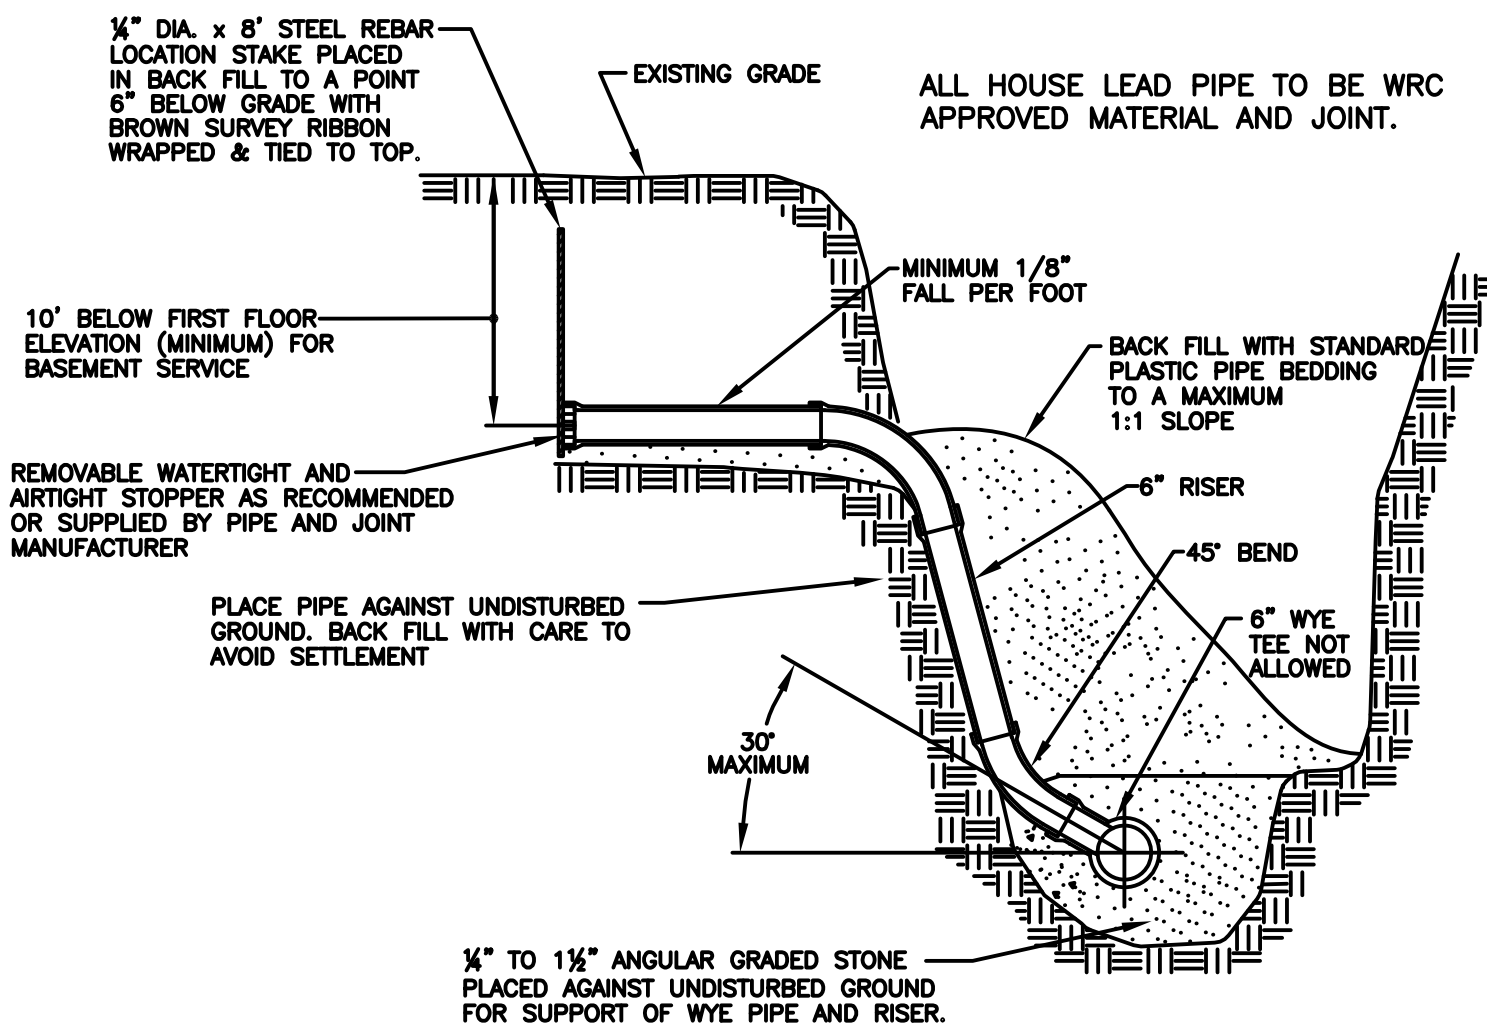 ¼" DIA. x 8' STEEL REBAR
LOCATION STAKE PLACED
IN BACK FILL TO A POINT
6" BELOW GRADE WITH
BROWN SURVEY RIBBON
WRAPPED & TIED TO TOP.
EXISTING GRADE
ALL HOUSE LEAD PIPE TO BE WRC
APPROVED MATERIAL AND JOINT.
MINIMUM 1/8"
FALL PER FOOT
10' BELOW FIRST FLOOR
ELEVATION (MINIMUM) FOR
BASEMENT SERVICE
BACK FILL WITH STANDARD
PLASTIC PIPE BEDDING
TO A MAXIMUM
1:1 SLOPE
REMOVABLE WATERTIGHT AND
AIRTIGHT STOPPER AS RECOMMENDED
OR SUPPLIED BY PIPE AND JOINT
MANUFACTURER
6" RISER
45° BEND
PLACE PIPE AGAINST UNDISTURBED
GROUND. BACK FILL WITH CARE TO
AVOID SETTLEMENT
6" WYE
TEE NOT
ALLOWED
30°
MAXIMUM
¼" TO 1½" ANGULAR GRADED STONE
PLACED AGAINST UNDISTURBED GROUND
FOR SUPPORT OF WYE PIPE AND RISER.